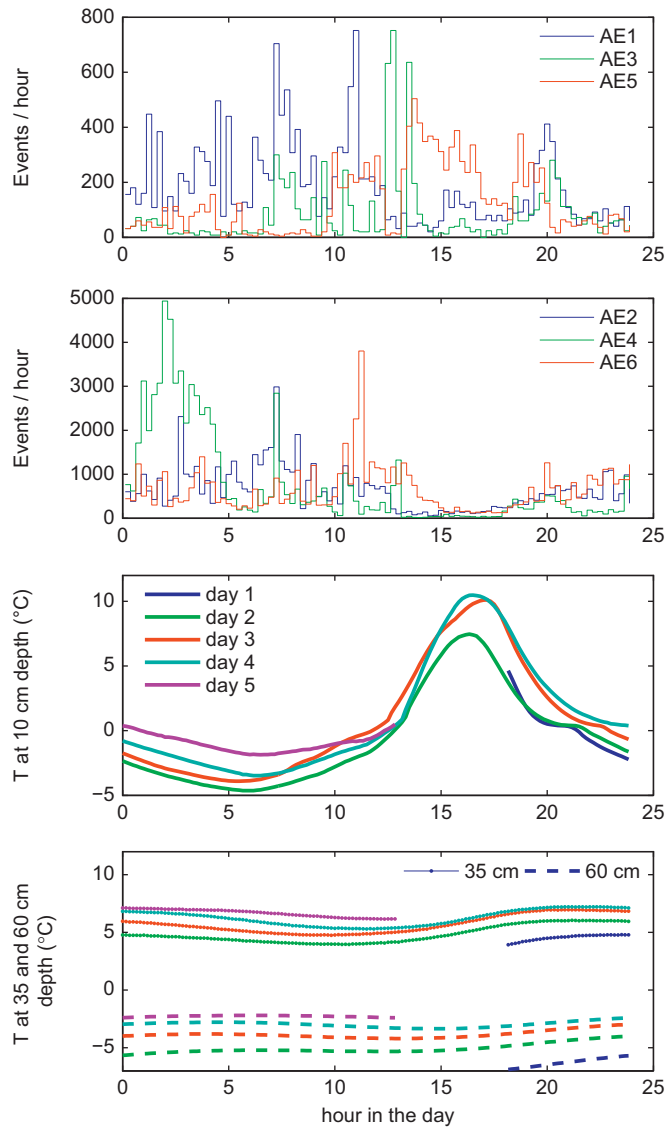 800
600
400
200
0
Events / hour
AE1
AE3
AE5
0 5 10 15 20 25
5000
4000
3000
2000
1000
0
Events / hour
AE2
AE4
AE6
0 5 10 15 20 25
10
5
0
−5
T at 10 cm depth (°C)
day 1
day 2
day 3
day 4
day 5
0 5 10 15 20 25
10
5
0
−5
T at 35 and 60 cm
depth (°C)
35 cm 60 cm
0 5 10 15 20 25
hour in the day